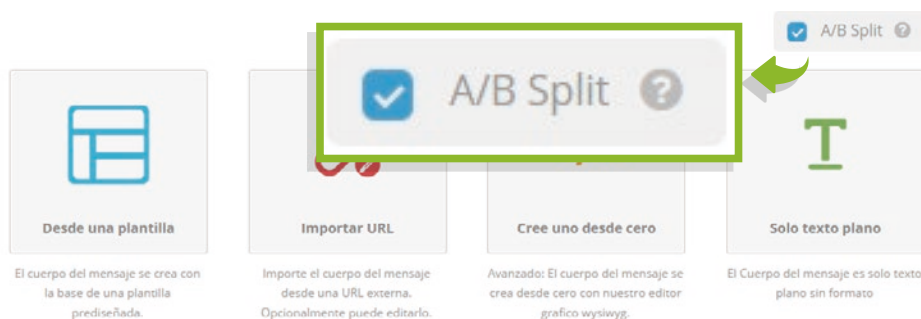 A/B Split
A/B Split
Desde una plantilla
El cuerpo del mensaje se crea con
la base de una plantilla
prediseñada.
Importar URL
Importe el cuerpo del mensaje
desde una URL externa.
Opcionalmente puede editarlo.
Cree uno desde cero
Avanzado: El cuerpo del mensaje se
crea desde cero con nuestro editor
grafico wysiwyg.
Solo texto plano
El Cuerpo del mensaje es solo texto
plano sin formato